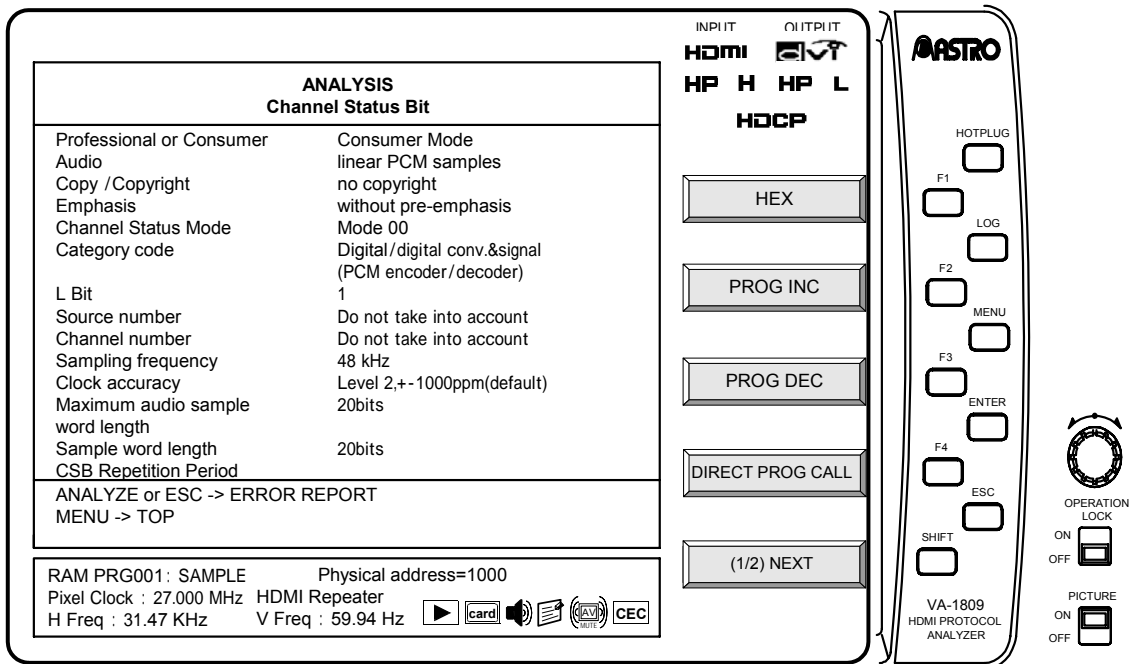 ANALYSIS
Channel Status Bit
Professional or Consumer Consumer Mode
Audio linear PCM samples
Copy /Copyright no copyright
Emphasis without pre-emphasis
Channel Status Mode Mode 00
Category code Digital/digital conv.&signal
(PCM encoder/decoder)
L Bit 1
Source number Do not take into account
Channel number Do not take into account
Sampling frequency 48 kHz
Clock accuracy Level 2,+-1000ppm(default)
Maximum audio sample 20bits
word length
Sample word length 20bits
CSB Repetition Period
ANALYZE or ESC -> ERROR REPORT
MENU -> TOP
RAM PRG001: SAMPLE Physical address=1000
Pixel Clock : 27.000 MHz HDMI Repeater
H Freq : 31.47 KHz V Freq : 59.94 Hz card AV MUTE CEC
INPUT OUTPUT
HDMI DVI
HP H HP L
HDCP
HEX
PROG INC
PROG DEC
DIRECT PROG CALL
(1/2) NEXT
ASTRO
HOTPLUG
F1
LOG
F2
MENU
F3
ENTER
F4
ESC
SHIFT
VA-1809
HDMI PROTOCOL
ANALYZER
OPERATION
LOCK
ON
OFF
PICTURE
ON
OFF